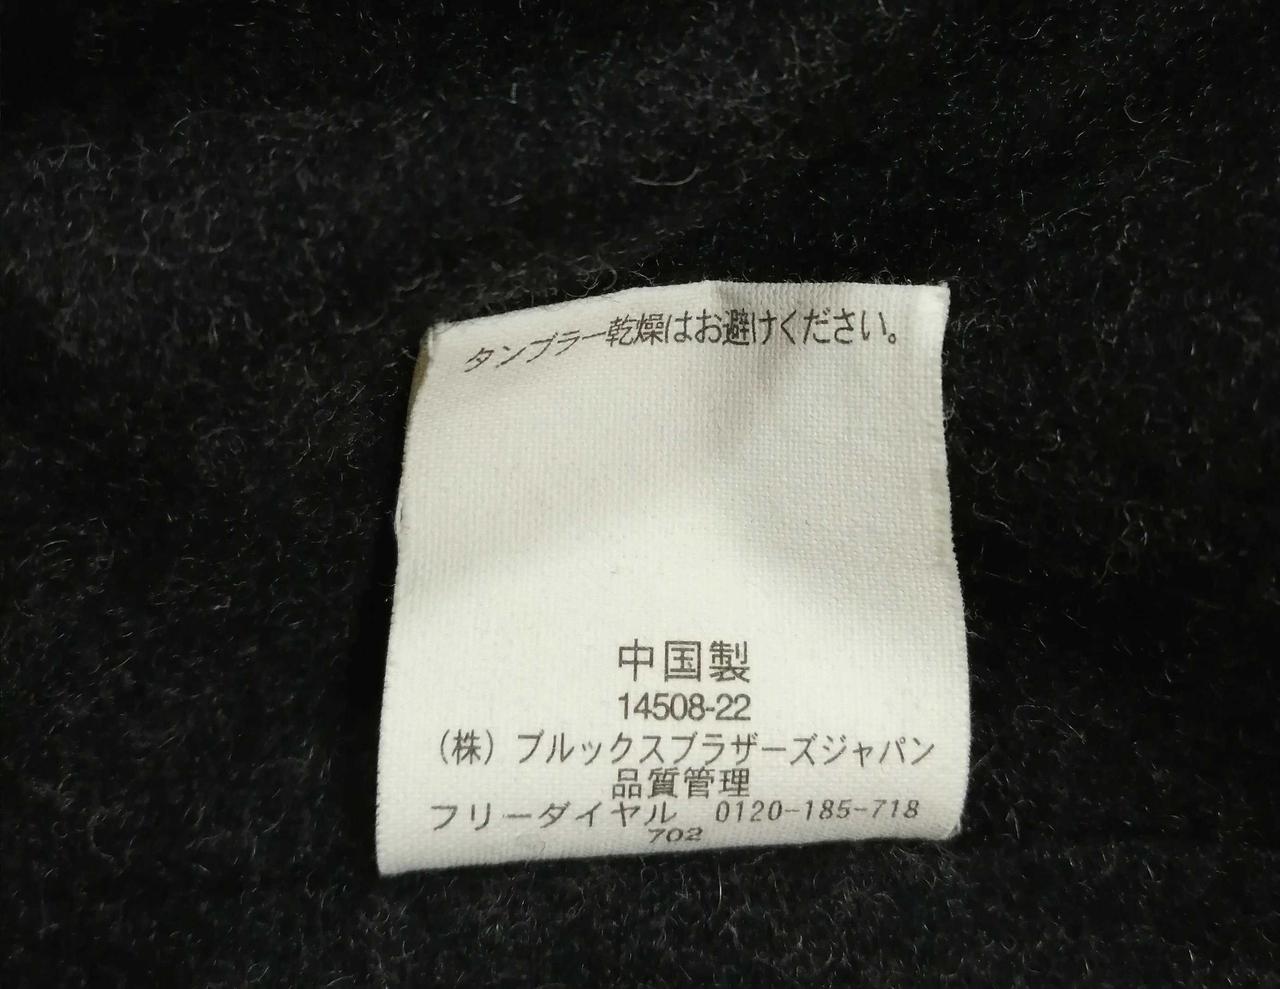 タンブラー乾燥はお避けください。
中国製
14508-22
（株）ブルックスブラザーズジャパン
品質管理
フリーダイヤル　0120-185-718
702